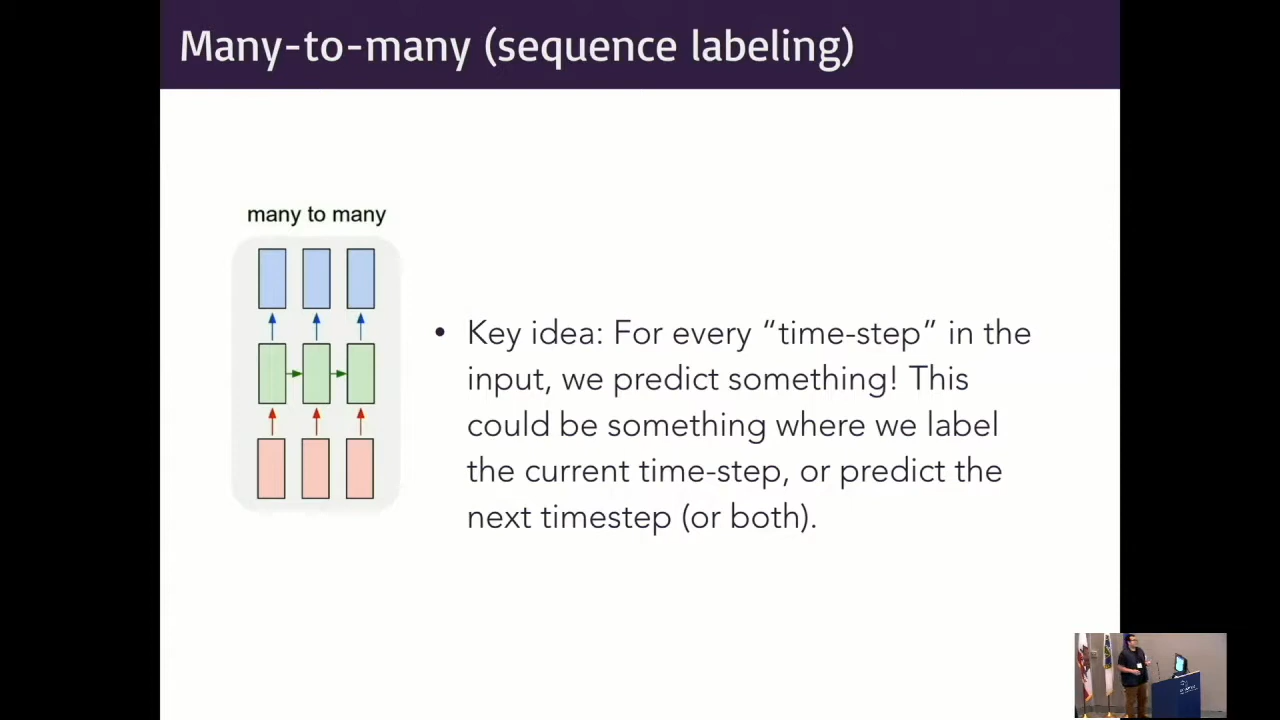 Many-to-many (sequence labeling)
many to many
• Key idea: For every “time-step” in the
input, we predict something! This
could be something where we label
the current time-step, or predict the
next timestep (or both).